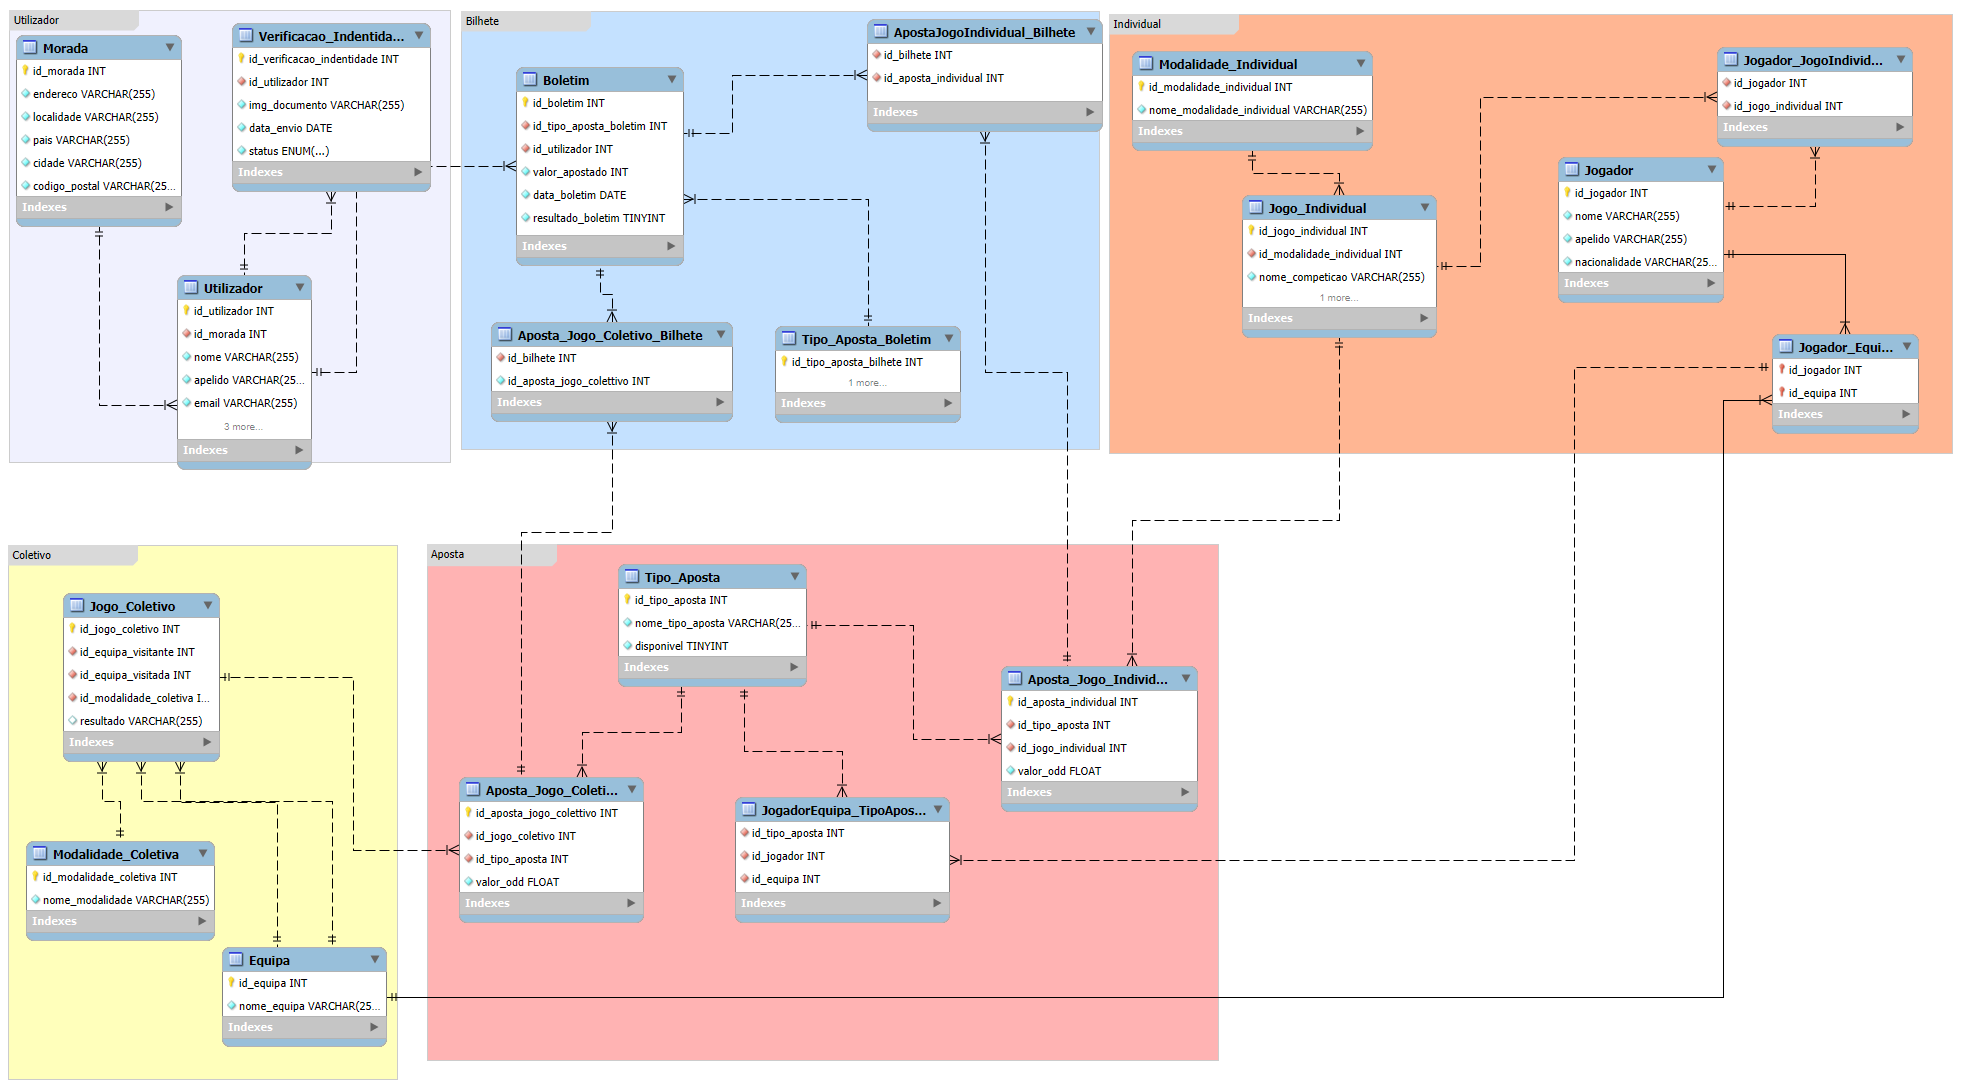 Utilizador
Morada
id_morada INT
endereco VARCHAR(255)
localidade VARCHAR(255)
pais VARCHAR(255)
cidade VARCHAR(255)
codigo_postal VARCHAR(25...
Indexes
Verificacao_Indentida...
id_verificacao_indentidade INT
id_utilizador INT
img_documento VARCHAR(255)
data_envio DATE
status ENUM(...)
Indexes
Utilizador
id_utilizador INT
id_morada INT
nome VARCHAR(255)
apelido VARCHAR(25...
email VARCHAR(255)
3 more...
Indexes
Bilhete
Boletim
id_boletim INT
id_tipo_aposta_boletim INT
id_utilizador INT
valor_apostado INT
data_boletim DATE
resultado_boletim TINYINT
Indexes
ApostaJogoIndividual_Bilhete
id_bilhete INT
id_aposta_individual INT
Indexes
Aposta_Jogo_Coletivo_Bilhete
id_bilhete INT
id_aposta_jogo_colettivo INT
Indexes
Tipo_Aposta_Boletim
id_tipo_aposta_bilhete INT
1 more...
Indexes
Individual
Modalidade_Individual
id_modalidade_individual INT
nome_modalidade_individual VARCHAR(255)
Indexes
Jogador_JogoIndivid...
id_jogador INT
id_jogo_individual INT
Indexes
Jogador
id_jogador INT
nome VARCHAR(255)
apelido VARCHAR(255)
nacionalidade VARCHAR(25...
Indexes
Jogo_Individual
id_jogo_individual INT
id_modalidade_individual INT
nome_competicao VARCHAR(255)
1 more...
Indexes
Jogador_Equi...
id_jogador INT
id_equipa INT
Indexes
Coletivo
Jogo_Coletivo
id_jogo_coletivo INT
id_equipa_visitante INT
id_equipa_visitada INT
id_modalidade_coletiva I...
resultado VARCHAR(255)
Indexes
Modalidade_Coletiva
id_modalidade_coletiva INT
nome_modalidade VARCHAR(255)
Indexes
Equipa
id_equipa INT
nome_equipa VARCHAR(25...
Indexes
Aposta
Tipo_Aposta
id_tipo_aposta INT
nome_tipo_aposta VARCHAR(25...
disponivel TINYINT
Indexes
Aposta_Jogo_Individ...
id_aposta_individual INT
id_tipo_aposta INT
id_jogo_individual INT
valor_odd FLOAT
Indexes
Aposta_Jogo_Coleti...
id_aposta_jogo_colettivo INT
id_jogo_coletivo INT
id_tipo_aposta INT
valor_odd FLOAT
Indexes
JogadorEquipa_TipoApos...
id_tipo_aposta INT
id_jogador INT
id_equipa INT
Indexes